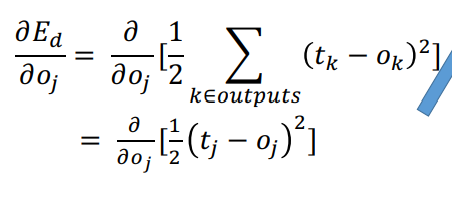 ∂E_d/∂o_j = ∂/∂o_j [1/2 ∑_{k∈outputs} (t_k − o_k)²]
= ∂/∂o_j [1/2 (t_j − o_j)²]